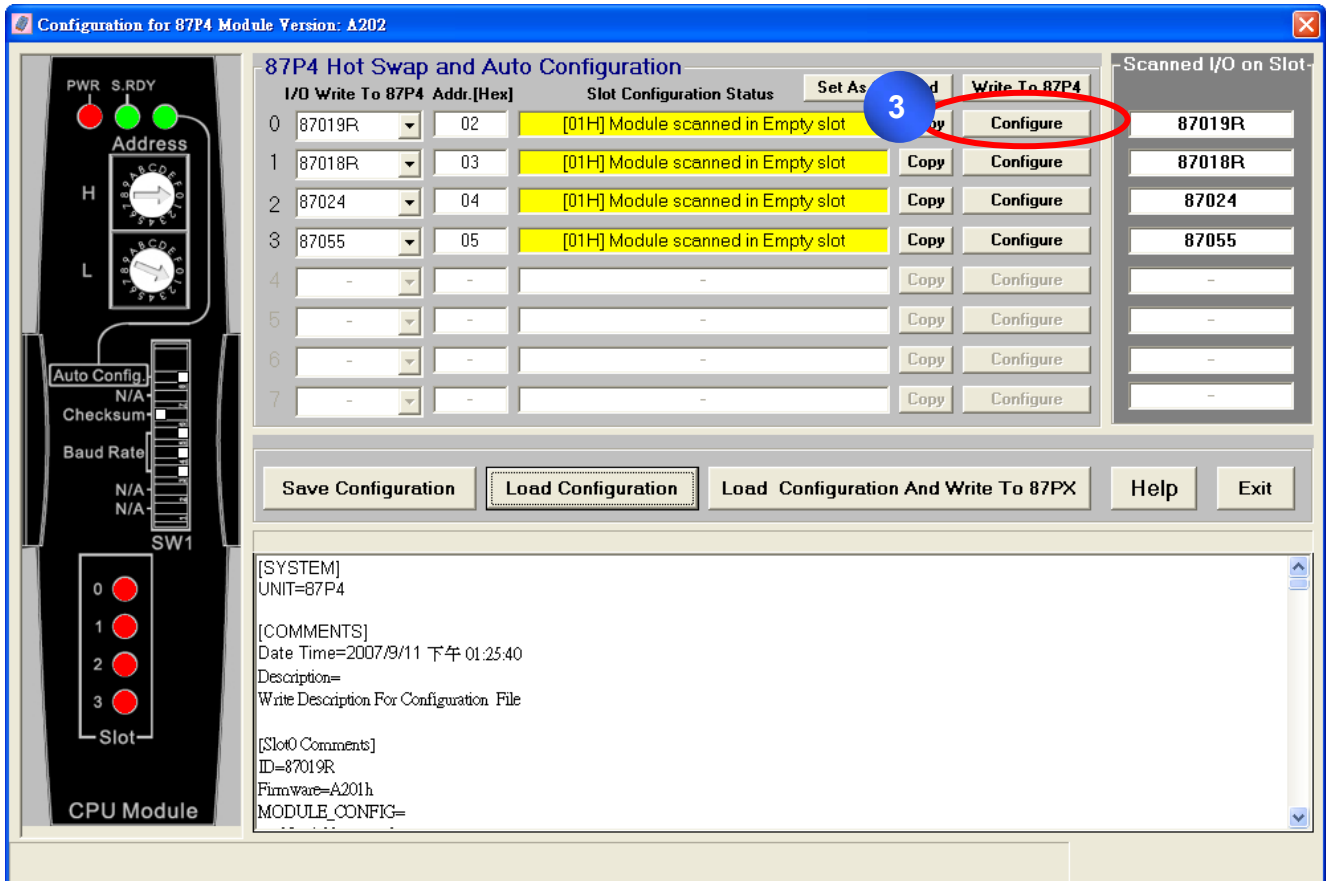 Configuration for 87P4 Module Version: A202
PWR S.RDY
Address
H
L
Auto Config.
N/A
Checksum
Baud Rate
N/A
N/A
SW1
0
1
2
3
Slot
CPU Module
87P4 Hot Swap and Auto Configuration
I/O Write To 87P4 Addr.[Hex] Slot Configuration Status Set As Write To 87P4
3
0 87019R 02 [01H] Module scanned in Empty slot Configure
1 87018R 03 [01H] Module scanned in Empty slot Copy Configure
2 87024 04 [01H] Module scanned in Empty slot Copy Configure
3 87055 05 [01H] Module scanned in Empty slot Copy Configure
4 - - - Copy Configure
5 - - - Copy Configure
6 - - - Copy Configure
7 - - - Copy Configure
Scanned I/O on Slot
87019R
87018R
87024
87055
-
-
-
-
Save Configuration Load Configuration Load Configuration And Write To 87PX Help Exit
[SYSTEM]
UNIT=87P4
[COMMENTS]
Date Time=2007/9/11 下午 01:25:40
Description=
Write Description For Configuration File
[Slot0 Comments]
ID=87019R
Firmware=A201h
MODULE_CONFIG=